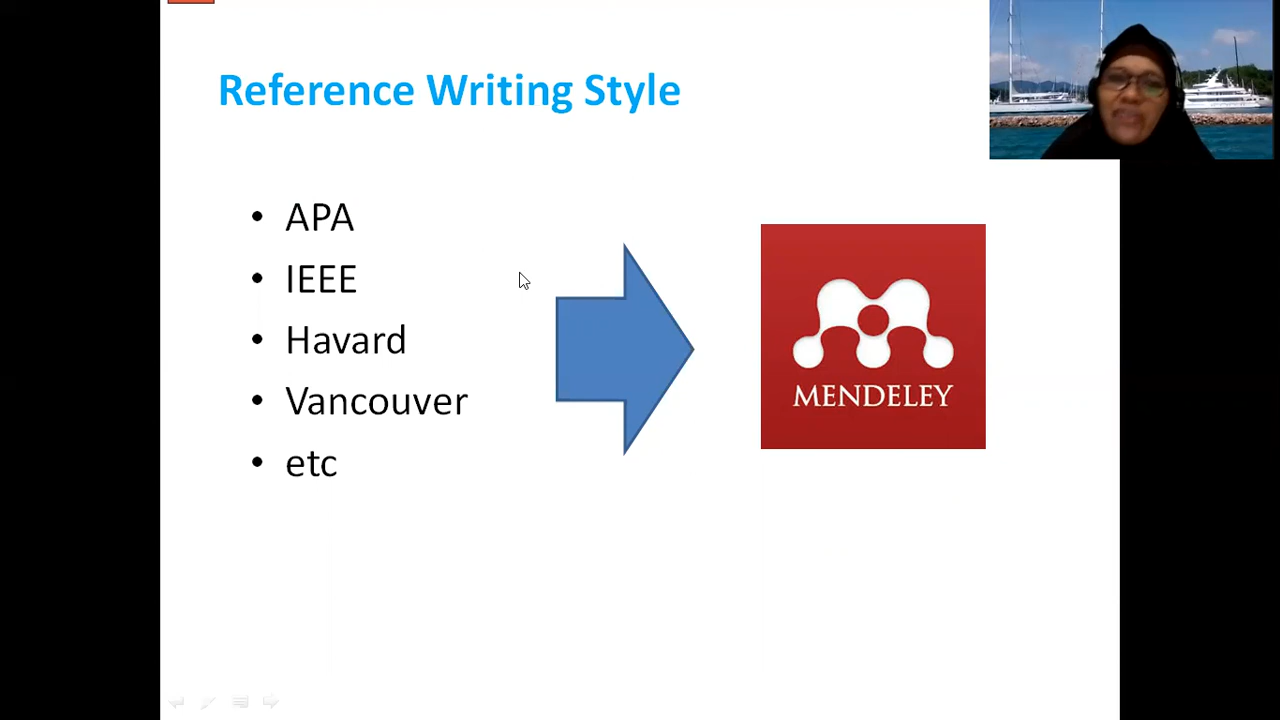 Reference Writing Style
• APA
• IEEE
• Havard
• Vancouver
• etc
MENDELEY